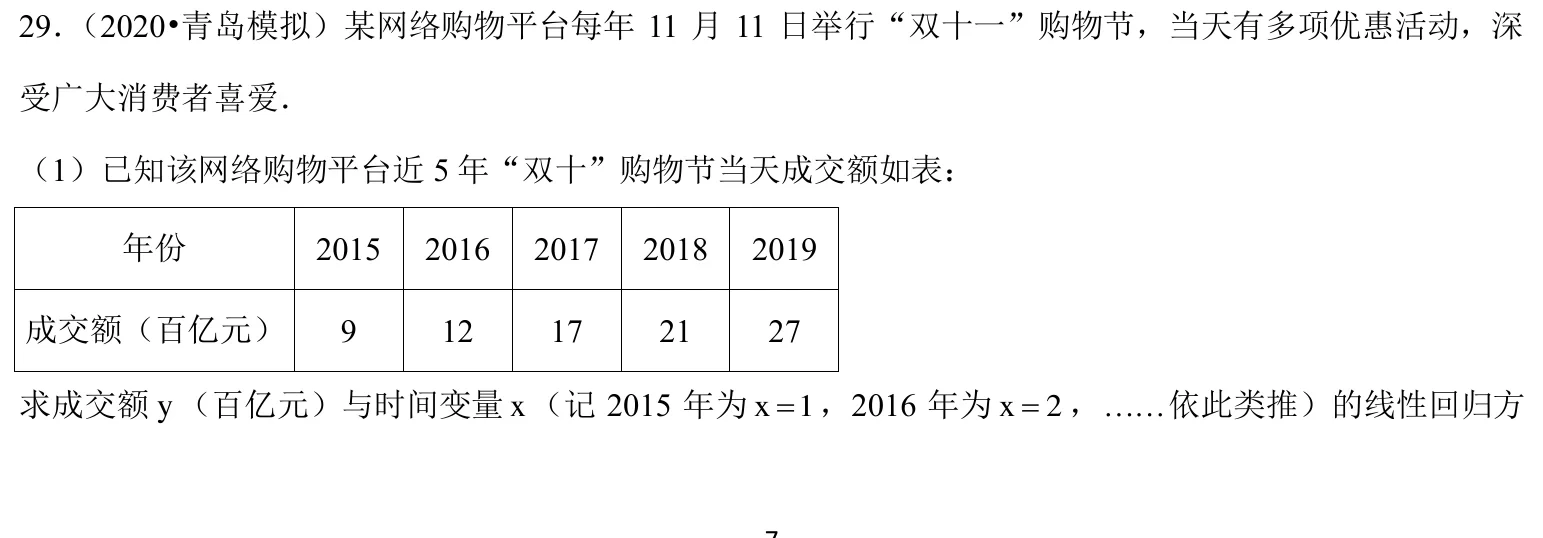 29.（2020•青岛模拟）某网络购物平台每年 11 月 11 日举行“双十一”购物节，当天有多项优惠活动，深
受广大消费者喜爱．
（1）已知该网络购物平台近 5 年“双十”购物节当天成交额如表：
年份 2015 2016 2017 2018 2019
成交额（百亿元） 9 12 17 21 27
求成交额 y（百亿元）与时间变量 x（记 2015 年为 x = 1，2016 年为 x = 2，……依此类推）的线性回归方